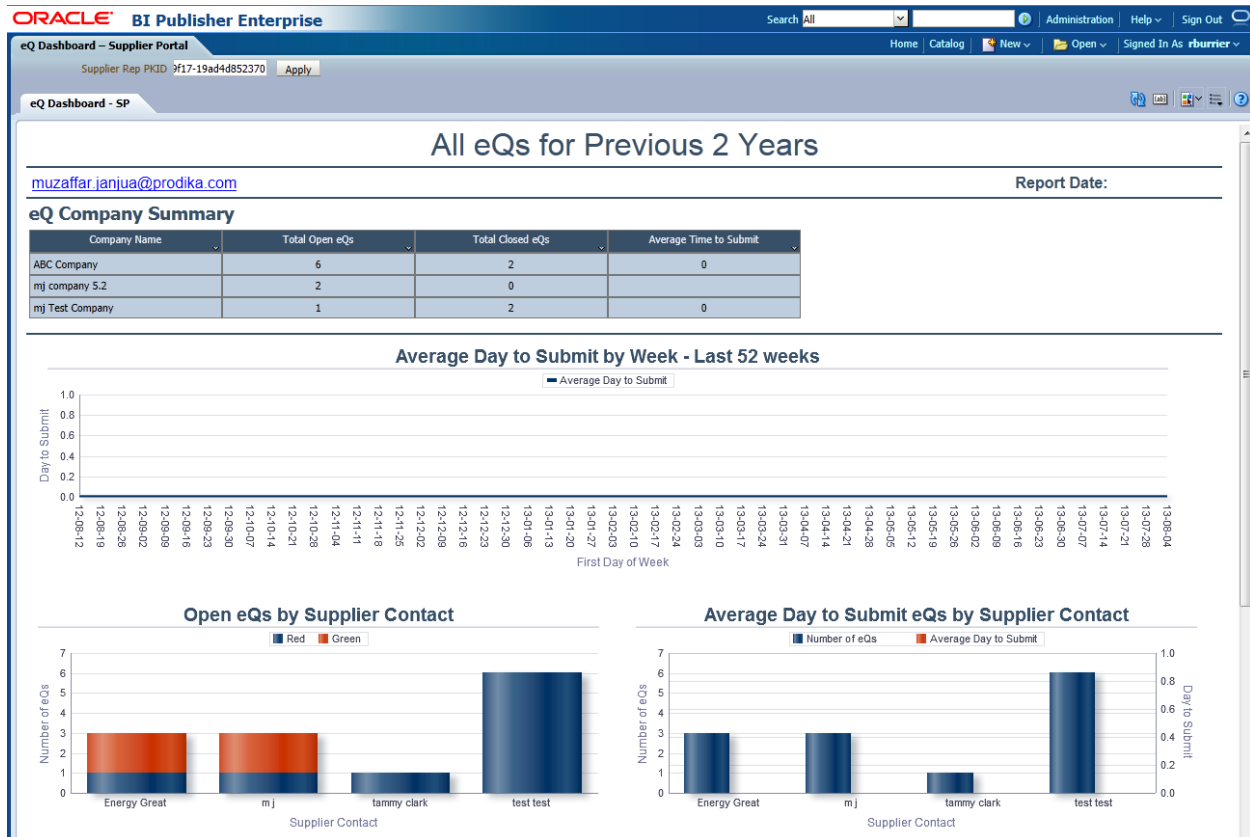 ORACLE BI Publisher Enterprise
Search All
Administration Help Sign Out
eQ Dashboard – Supplier Portal
Home Catalog New Open Signed In As rburrier
Supplier Rep PKID 9f17-19ad4d852370 Apply
eQ Dashboard - SP
All eQs for Previous 2 Years
muzaffar.janjua@prodika.com Report Date:
eQ Company Summary
Company Name Total Open eQs Total Closed eQs Average Time to Submit
ABC Company 6 2 0
mj company 5.2 2 0
mj Test Company 1 2 0
Average Day to Submit by Week - Last 52 weeks
Average Day to Submit
Day to Submit
1.0
0.8
0.6
0.4
0.2
0.0
12-08-12 12-08-19 12-08-26 12-09-02 12-09-09 12-09-16 12-09-23 12-09-30 12-10-07 12-10-14 12-10-21 12-10-28 12-11-04 12-11-11 12-11-18 12-11-25 12-12-02 12-12-09 12-12-16 12-12-23 12-12-30 13-01-06 13-01-13 13-01-20 13-01-27 13-02-03 13-02-10 13-02-17 13-02-24 13-03-03 13-03-10 13-03-17 13-03-24 13-03-31 13-04-07 13-04-14 13-04-21 13-04-28 13-05-05 13-05-12 13-05-19 13-05-26 13-06-02 13-06-09 13-06-16 13-06-23 13-06-30 13-07-07 13-07-14 13-07-21 13-07-28 13-08-04
First Day of Week
Open eQs by Supplier Contact
Red Green
Number of eQs
7
6
5
4
3
2
1
0
Energy Great m j tammy clark test test
Supplier Contact
Average Day to Submit eQs by Supplier Contact
Number of eQs Average Day to Submit
Number of eQs
7
6
5
4
3
2
1
0
1.0
0.8
0.6
0.4
0.2
0.0
Day to Submit
Energy Great m j tammy clark test test
Supplier Contact